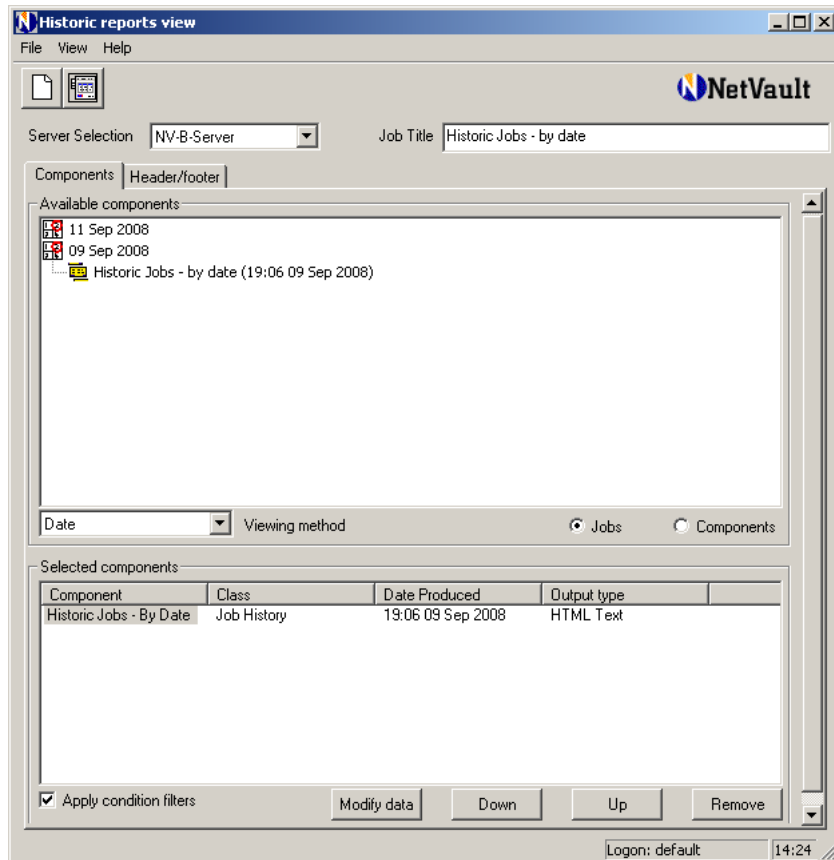 Historic reports view
File View Help
NetVault
Server Selection NV-B-Server Job Title Historic Jobs - by date
Components Header/footer
Available components
11 Sep 2008
09 Sep 2008
Historic Jobs - by date (19:06 09 Sep 2008)
Date Viewing method Jobs Components
Selected components
Component Class Date Produced Output type
Historic Jobs - By Date Job History 19:06 09 Sep 2008 HTML Text
Apply condition filters Modify data Down Up Remove
Logon: default 14:24